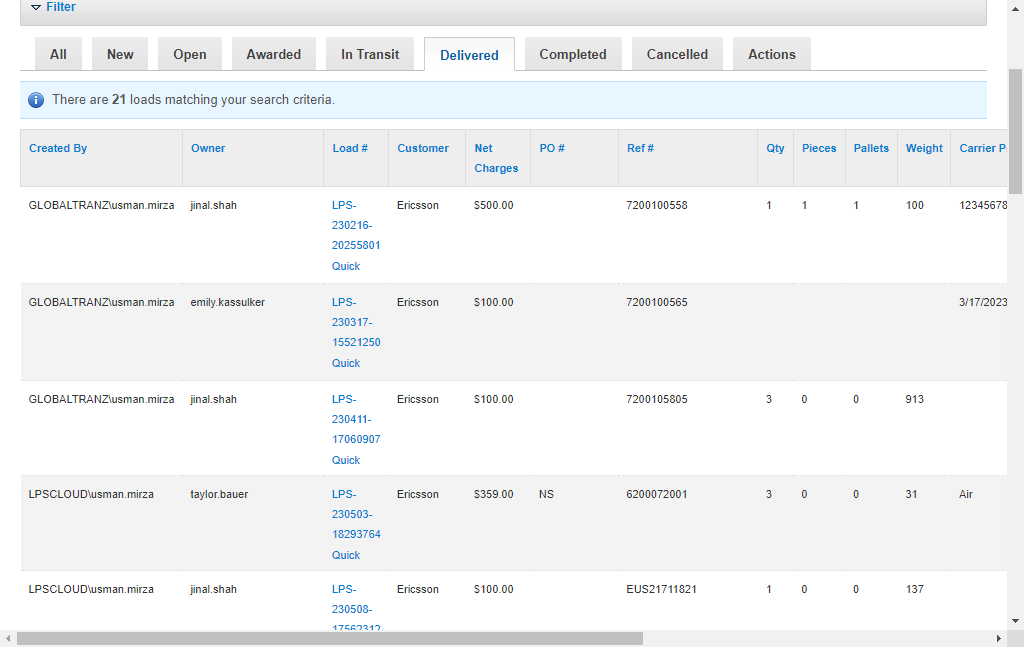 Filter
All New Open Awarded In Transit Delivered Completed Cancelled Actions
There are 21 loads matching your search criteria.
Created By Owner Load # Customer Net Charges PO # Ref # Qty Pieces Pallets Weight Carrier P
GLOBALTRANZ\usman.mirza jinal.shah LPS-230216-20255801 Quick Ericsson $500.00 7200100558 1 1 1 100 12345678
GLOBALTRANZ\usman.mirza emily.kassulker LPS-230317-15521250 Quick Ericsson $100.00 7200100565 3/17/2023
GLOBALTRANZ\usman.mirza jinal.shah LPS-230411-17060907 Quick Ericsson $100.00 7200105805 3 0 0 913
LPSCLOUD\usman.mirza taylor.bauer LPS-230503-18293764 Quick Ericsson $359.00 NS 6200072001 3 0 0 31 Air
LPSCLOUD\usman.mirza jinal.shah LPS-230508-17562312 Ericsson $100.00 EUS21711821 1 0 0 137